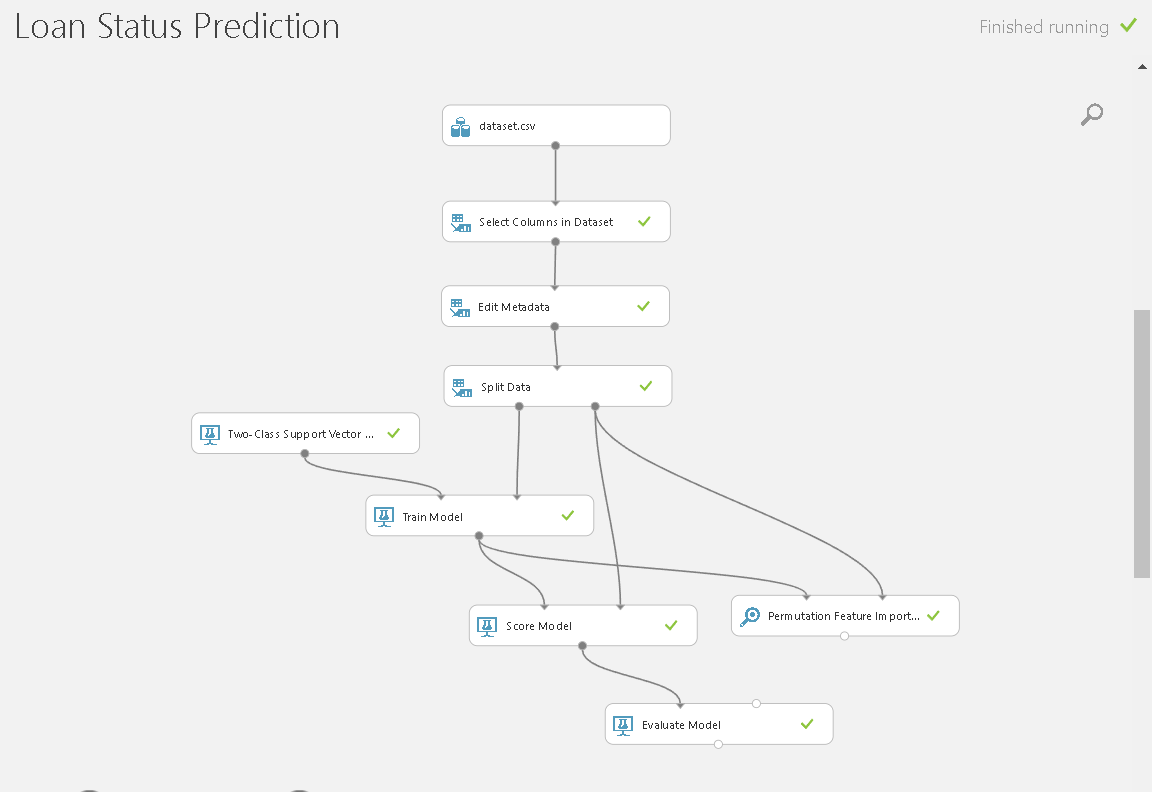 Loan Status Prediction
Finished running
dataset.csv
Select Columns in Dataset
Edit Metadata
Split Data
Two-Class Support Vector ...
Train Model
Permutation Feature Import...
Score Model
Evaluate Model